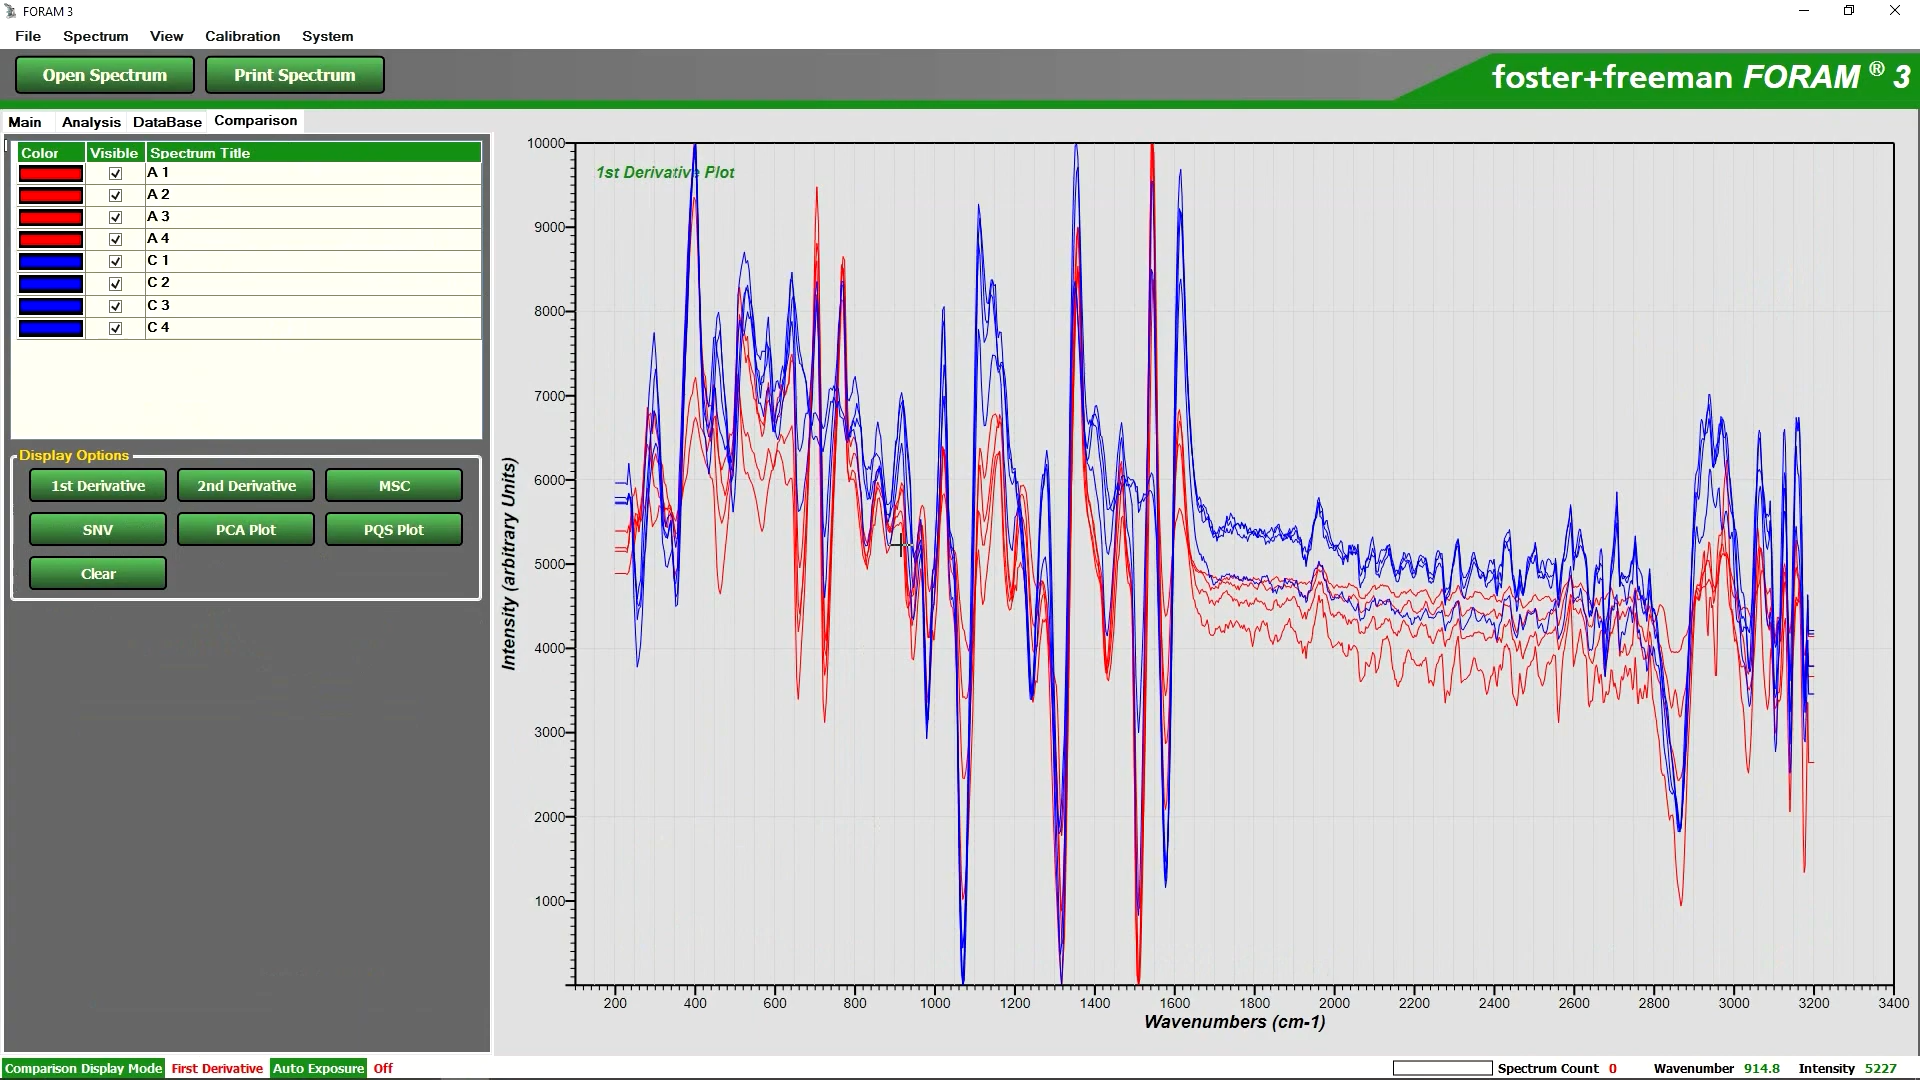 FORAM 3
File Spectrum View Calibration System
Open Spectrum Print Spectrum
foster+freeman FORAM ® 3
Main Analysis DataBase Comparison
Color Visible Spectrum Title
A 1
A 2
A 3
A 4
C 1
C 2
C 3
C 4
Display Options
1st Derivative 2nd Derivative MSC
SNV PCA Plot PQS Plot
Clear
1st Derivative Plot
Intensity (arbitrary Units)
10000
9000
8000
7000
6000
5000
4000
3000
2000
1000
200 400 600 800 1000 1200 1400 1600 1800 2000 2200 2400 2600 2800 3000 3200 3400
Wavenumbers (cm-1)
Comparison Display Mode First Derivative Auto Exposure Off
Spectrum Count 0 Wavenumber 914.8 Intensity 5227